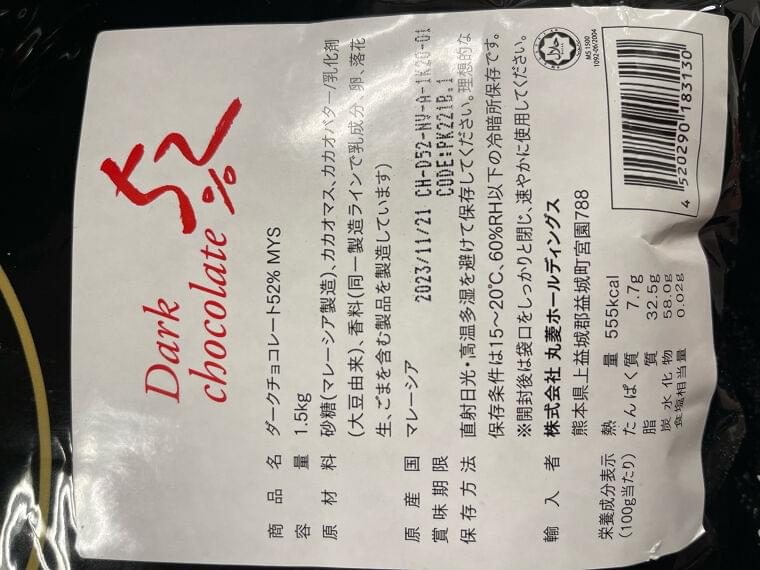 Dark
chocolate 52%
商品名 ダークチョコレート52% MYS
容量 1.5kg
原材料 砂糖(マレーシア製造)、カカオマス、カカオバター/乳化剤
(大豆由来)、香料(同一製造ラインで乳成分、卵、落花
生、ごまを含む製品を製造しています)
原産国 マレーシア
賞味期限 2023/11/21 CH-D52-NV-A-1K20-01
CODE:PK221B.1
保存方法 直射日光・高温多湿を避けて保存してください。理想的な
保存条件は15~20℃、60%RH以下の冷暗所保存です。
※開封後は袋口をしっかりと閉じ、速やかに使用してください。
輸入者 株式会社 丸菱ホールディングス
熊本県上益城郡益城町宮園788
栄養成分表示
(100g当たり)
熱量 555kcal
たんぱく質 7.7g
脂質 32.5g
炭水化物 58.0g
食塩相当量 0.02g
MS 1500
1092-06/2004
4 520290 183130